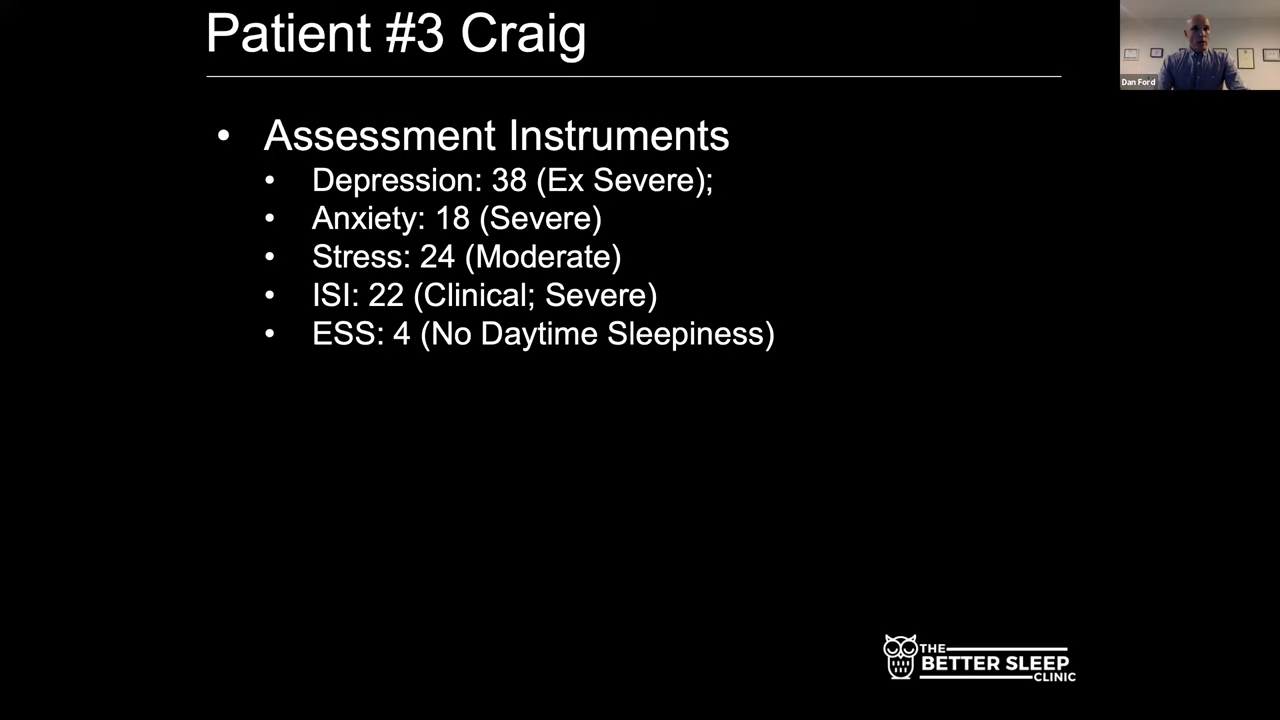 Patient #3 Craig
Dan Ford
• Assessment Instruments
• Depression: 38 (Ex Severe);
• Anxiety: 18 (Severe)
• Stress: 24 (Moderate)
• ISI: 22 (Clinical; Severe)
• ESS: 4 (No Daytime Sleepiness)
THE
BETTER SLEEP
CLINIC